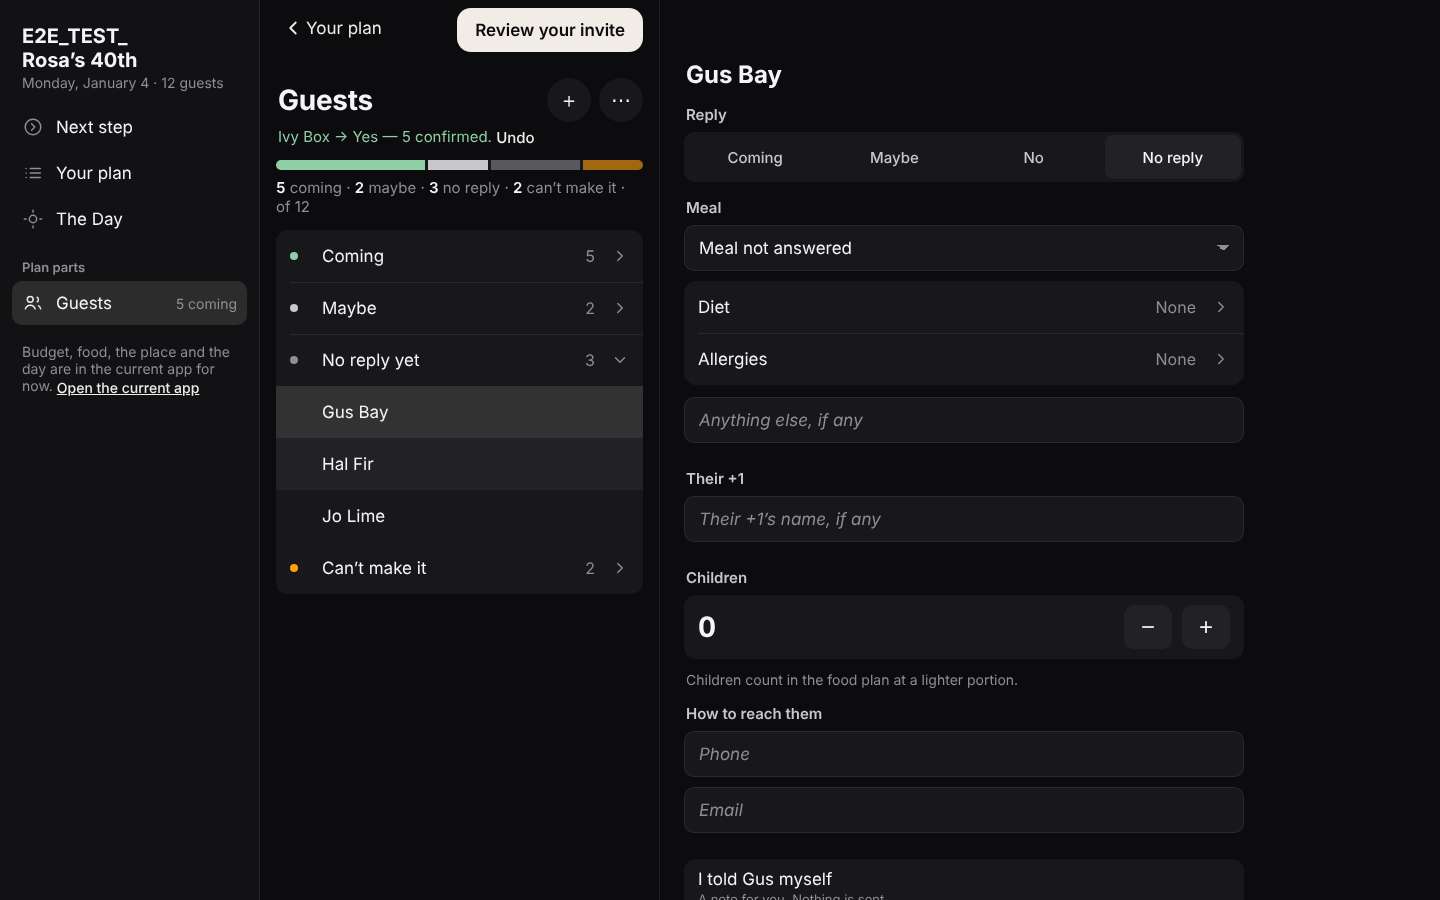 E2E_TEST_
Rosa’s 40th
Monday, January 4 · 12 guests
Next step
Your plan
The Day
Plan parts
Guests 5 coming
Budget, food, the place and the
day are in the current app for
now. Open the current app
Your plan
Review your invite
Guests
+ ···
Ivy Box → Yes — 5 confirmed. Undo
5 coming · 2 maybe · 3 no reply · 2 can’t make it ·
of 12
Coming 5
Maybe 2
No reply yet 3
Gus Bay
Hal Fir
Jo Lime
Can’t make it 2
Gus Bay
Reply
Coming Maybe No No reply
Meal
Meal not answered
Diet None
Allergies None
Anything else, if any
Their +1
Their +1’s name, if any
Children
0 − +
Children count in the food plan at a lighter portion.
How to reach them
Phone
Email
I told Gus myself
A note for you. Nothing is sent.